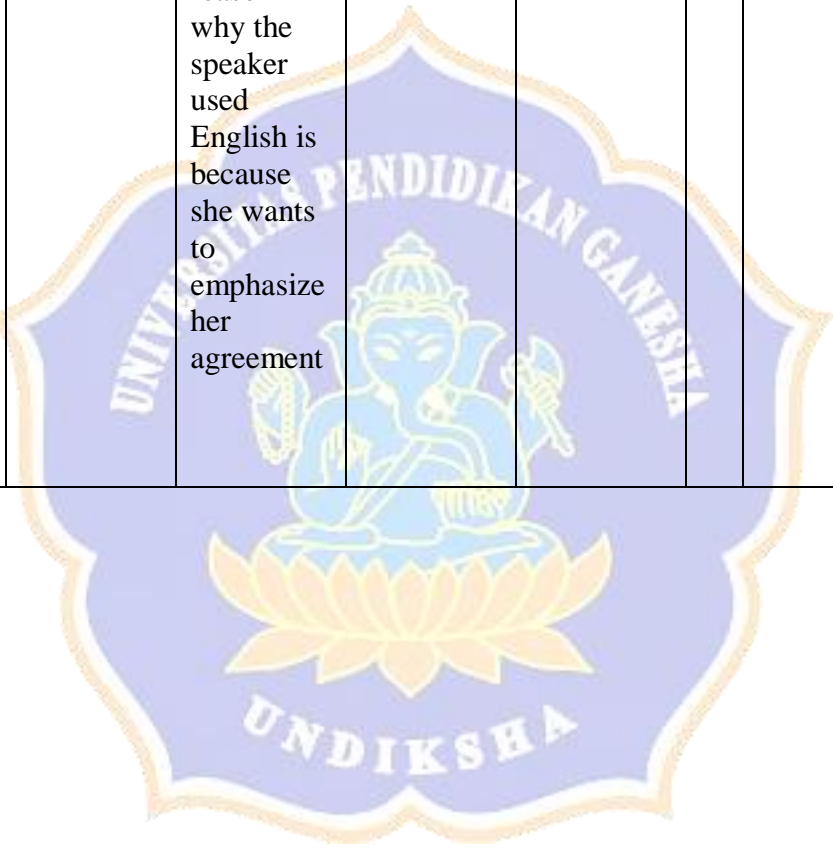 why the
speaker
used
English is
because
she wants
to
emphasize
her
agreement
UNIVERSITAS PENDIDIKAN GANESHA
UNDIKSHA